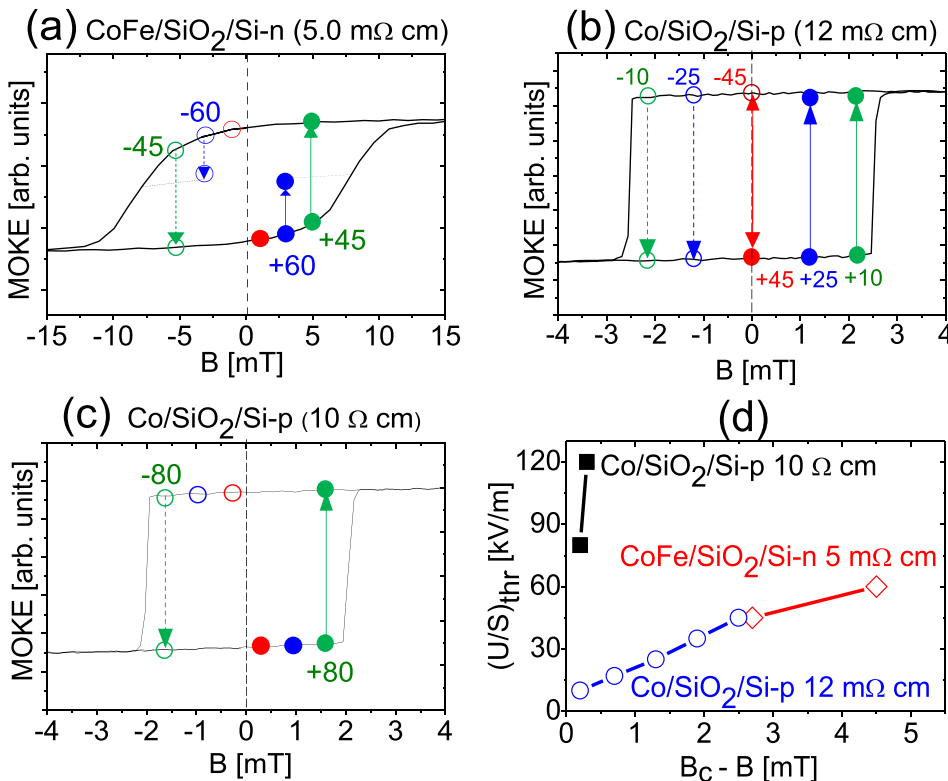 (a) CoFe/SiO2/Si-n (5.0 mΩ cm)
MOKE [arb. units]
-60
-45
+45
+60
-15 -10 -5 0 5 10 15
B [mT]
(b) Co/SiO2/Si-p (12 mΩ cm)
MOKE [arb. units]
-10 -25 -45
+45 +25 +10
-4 -3 -2 -1 0 1 2 3 4
B [mT]
(c) Co/SiO2/Si-p (10 Ω cm)
MOKE [arb. units]
-80
+80
-4 -3 -2 -1 0 1 2 3 4
B [mT]
(d)
(U/S)thr [kV/m]
120
90
60
30
0
Co/SiO2/Si-p 10 Ω cm
CoFe/SiO2/Si-n 5 mΩ cm
Co/SiO2/Si-p 12 mΩ cm
0 1 2 3 4 5
BC - B [mT]